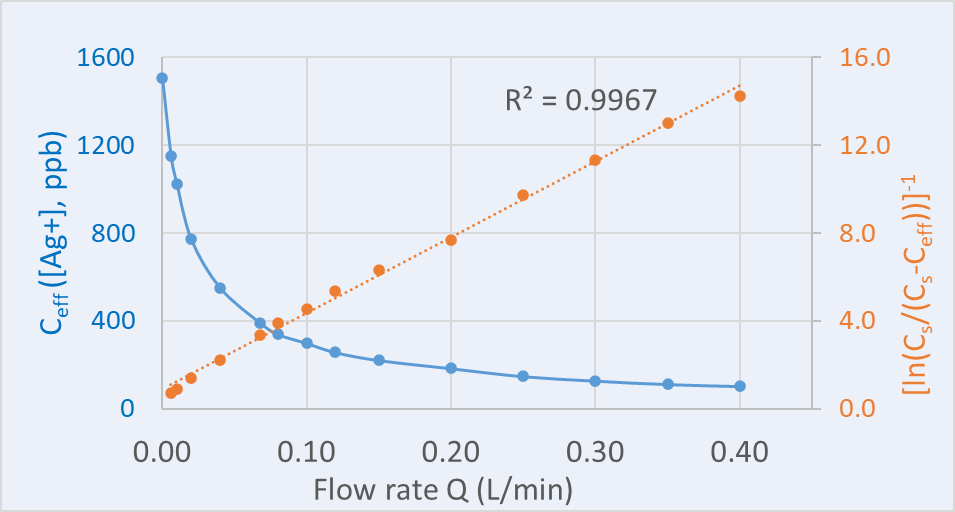 1600
1200
800
400
0
C_eff ([Ag+], ppb)
R² = 0.9967
16.0
12.0
8.0
4.0
0.0
[ln(C_s/(C_s-C_eff))]⁻¹
0.00 0.10 0.20 0.30 0.40
Flow rate Q (L/min)